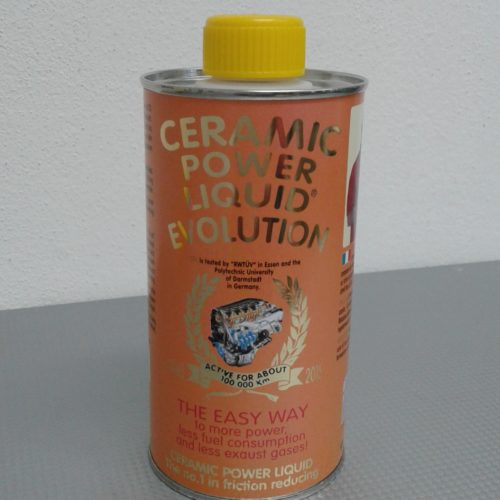 CERAMIC
POWER
LIQUID®
EVOLUTION
is tested by "RWTÜV" in Essen and the
Polytechnic University
of Darmstadt
in Germany.
ACTIVE FOR ABOUT
100 000 Km
THE EASY WAY
to more power,
less fuel consumption
and less exhaust gases!
CERAMIC POWER LIQUID
The no.1 in friction reducing